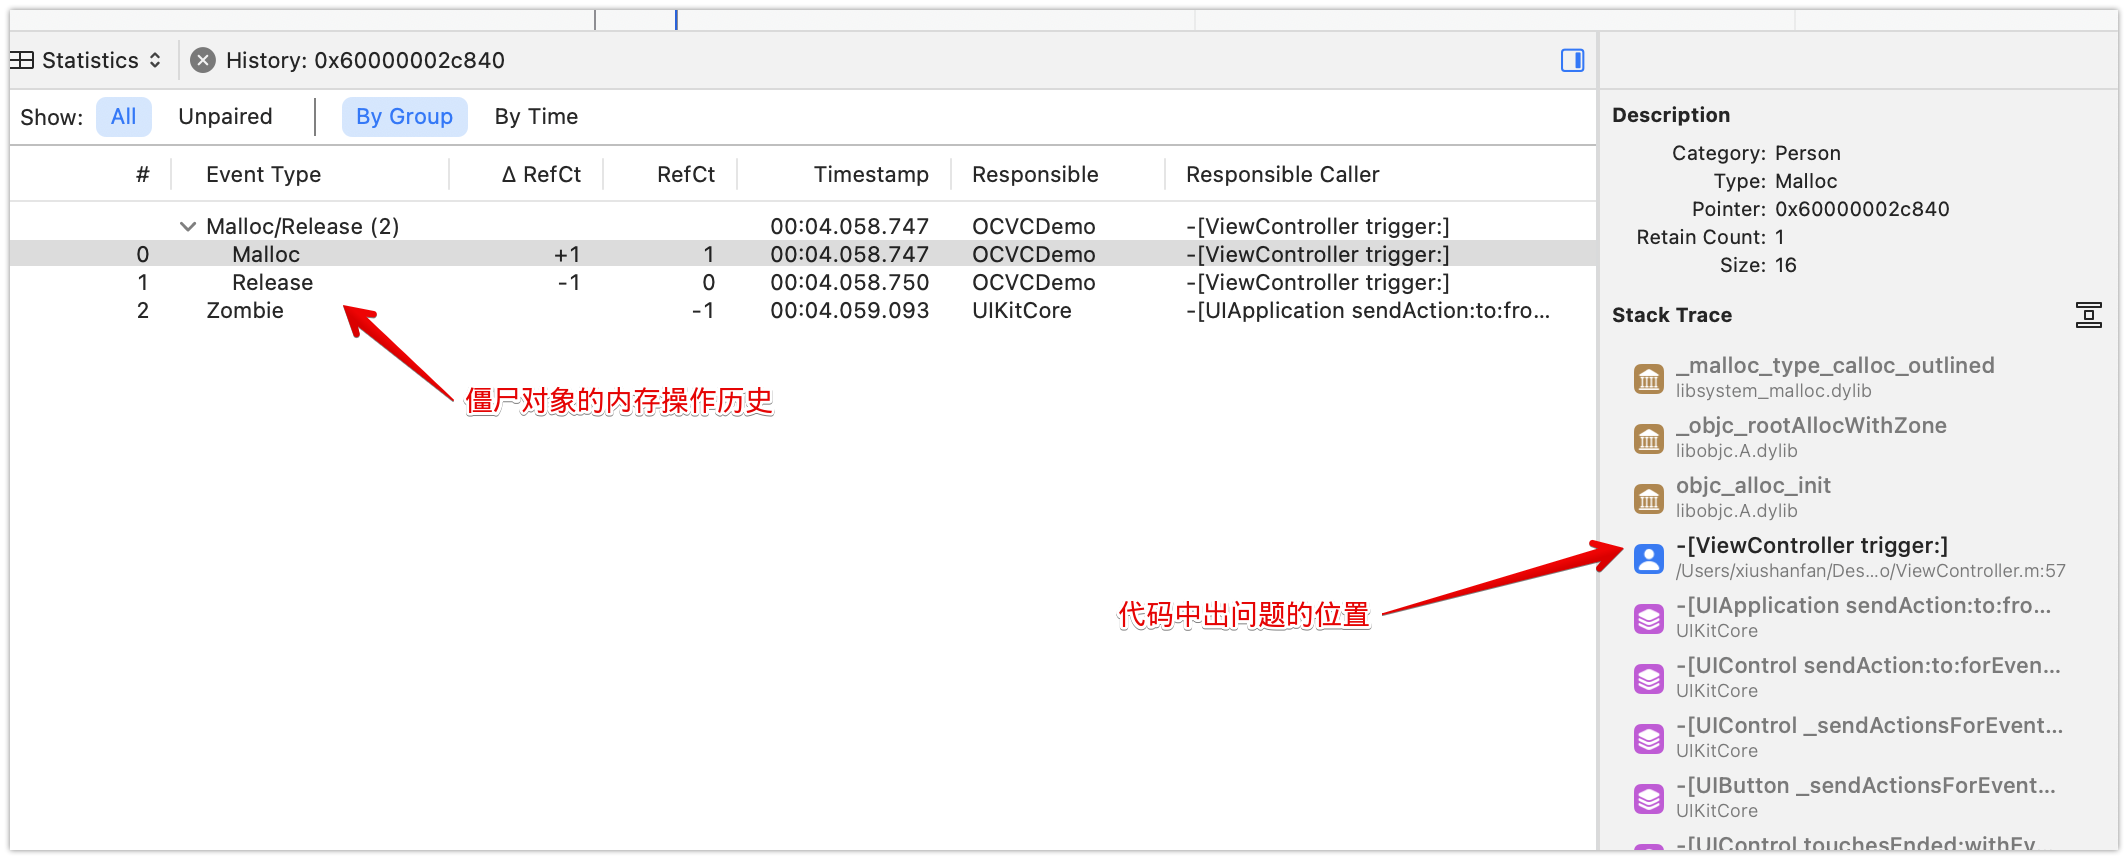 Statistics
History: 0x60000002c840
Show: All Unpaired By Group By Time
# Event Type Δ RefCt RefCt Timestamp Responsible Responsible Caller
Malloc/Release (2) 00:04.058.747 OCVCDemo -[ViewController trigger:]
0 Malloc +1 1 00:04.058.747 OCVCDemo -[ViewController trigger:]
1 Release -1 0 00:04.058.750 OCVCDemo -[ViewController trigger:]
2 Zombie -1 00:04.059.093 UIKitCore -[UIApplication sendAction:to:fro...
僵尸对象的内存操作历史
代码中出问题的位置
Description
Category: Person
Type: Malloc
Pointer: 0x60000002c840
Retain Count: 1
Size: 16
Stack Trace
_malloc_type_calloc_outlined
libsystem_malloc.dylib
_objc_rootAllocWithZone
libobjc.A.dylib
objc_alloc_init
libobjc.A.dylib
-[ViewController trigger:]
/Users/xiushanfan/Des...o/ViewController.m:57
-[UIApplication sendAction:to:fro...
UIKitCore
-[UIControl sendAction:to:forEven...
UIKitCore
-[UIControl _sendActionsForEvent...
UIKitCore
-[UIButton _sendActionsForEvent...
UIKitCore
-[UIControl touchesEnded:withEv